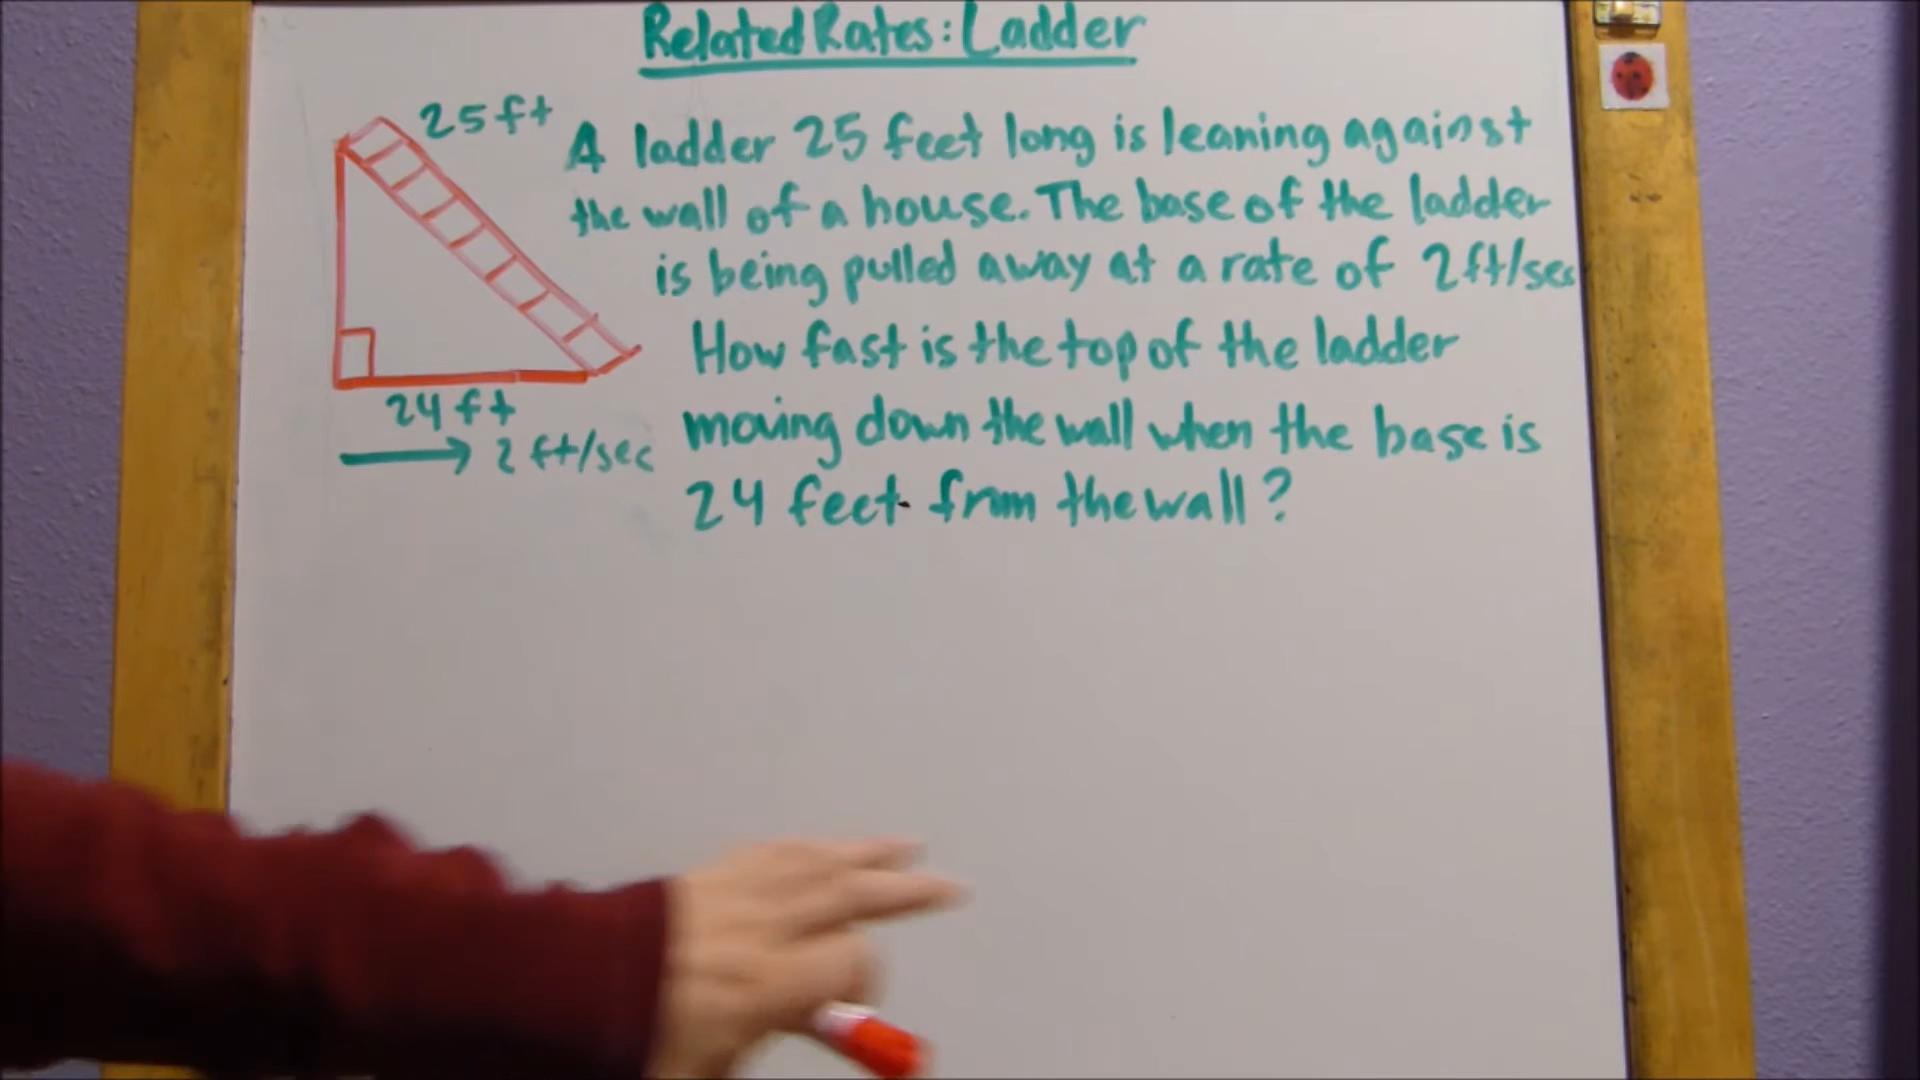 Related Rates: Ladder
25 ft
A ladder 25 feet long is leaning against
the wall of a house. The base of the ladder
is being pulled away at a rate of 2ft/sec
How fast is the top of the ladder
moving down the wall when the base is
24 feet from the wall?
24 ft
2 ft/sec